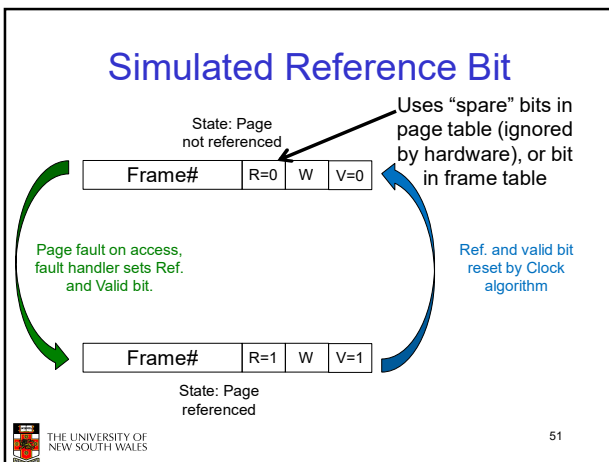 Simulated Reference Bit
Uses “spare” bits in
page table (ignored
by hardware), or bit
in frame table
State: Page
not referenced
Frame# R=0 W V=0
Page fault on access,
fault handler sets Ref.
and Valid bit.
Ref. and valid bit
reset by Clock
algorithm
Frame# R=1 W V=1
State: Page
referenced
THE UNIVERSITY OF
NEW SOUTH WALES
51